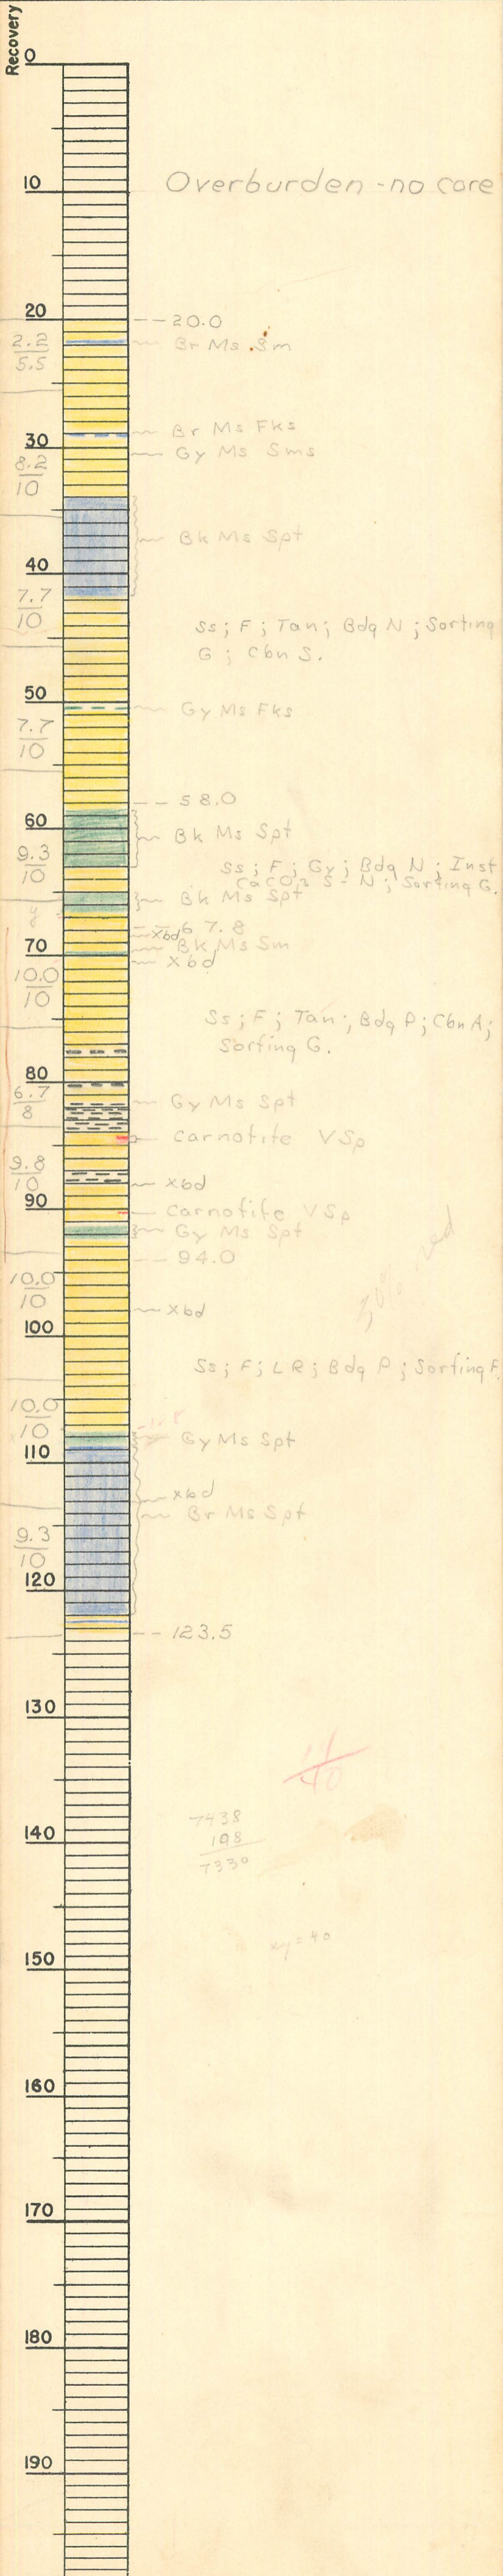 Recovery
0
10
Overburden - no core
20
-- 20.0
2.2
5.5
Br Ms Sm
Br Ms Fks
30
Gy Ms Sms
8.2
10
Bk Ms Spt
40
7.7
10
Ss; F; Tan; Bdg N; Sorting
G; Cbn S.
50
Gy Ms Fks
7.7
10
-- 58.0
60
Bk Ms Spt
9.3
10
Ss; F; Gy; Bdg N; Inst
CaCO3 S-N; Sorting G.
Bk Ms Spt
-- 67.8
Xbd
Bk Ms Sm
70
Xbd
10.0
10
Ss; F; Tan; Bdg P; Cbn A;
Sorting G.
80
6.7
8
Gy Ms Spt
Carnotite VSp
9.8
10
Xbd
90
Carnotite VSp
Gy Ms Spt
-- 94.0
10.0
10
Xbd
red
100
Ss; F; LR; Bdg P; Sorting F.
10.0
10
Gy Ms Spt
110
xbd
Br Ms Spt
9.3
10
120
-- 123.5
130
11
40
7438
108
7330
140
xy = 40
150
160
170
180
190